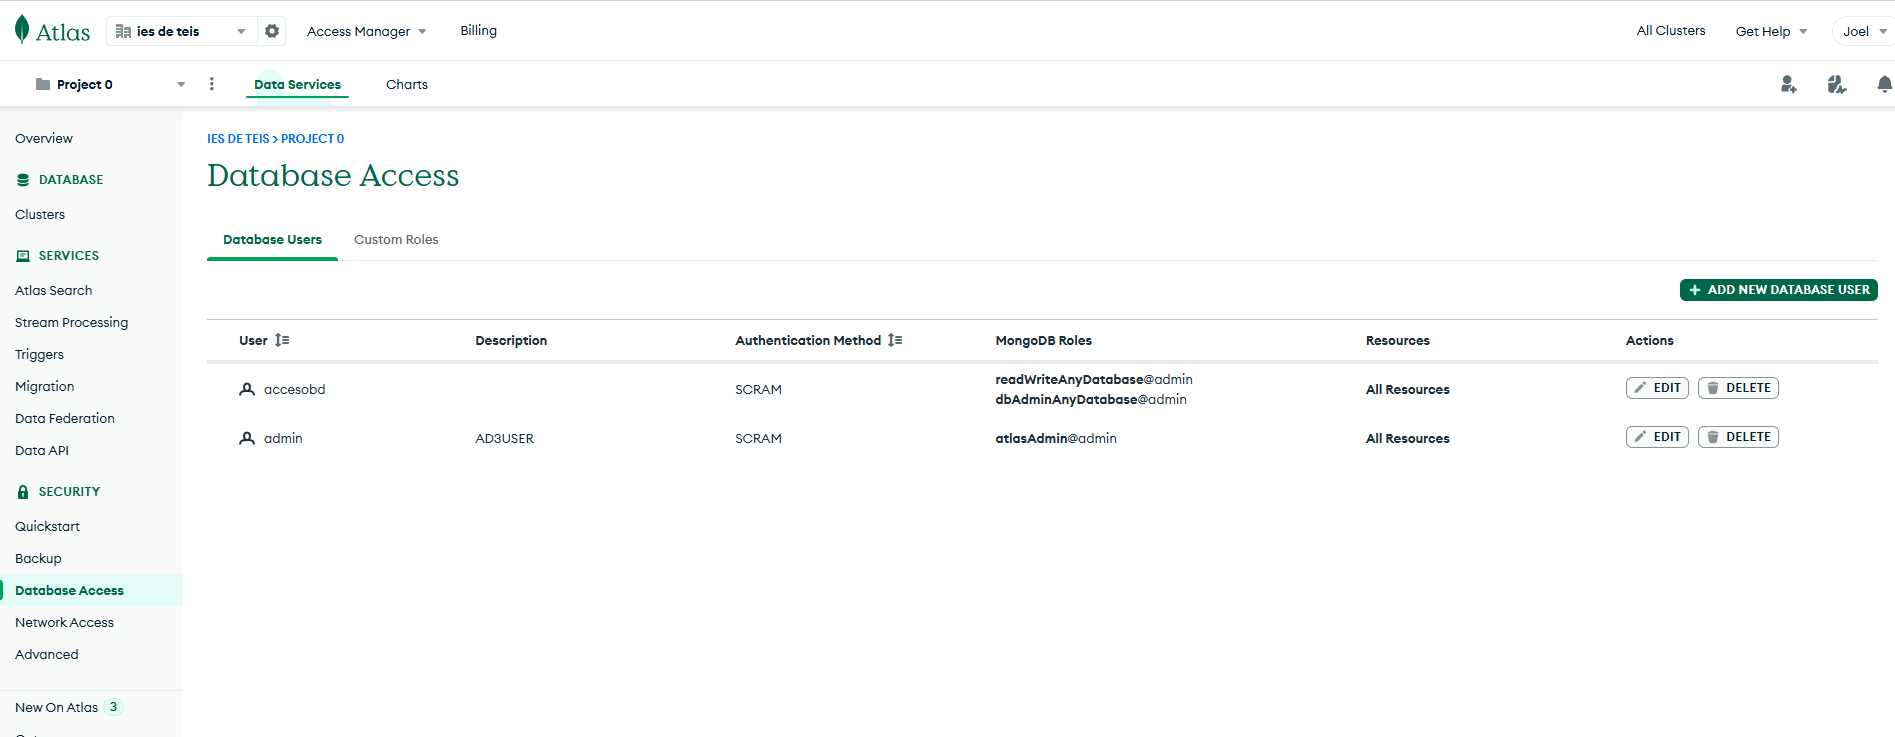 Atlas
ies de teis
Access Manager
Billing
All Clusters
Get Help
Joel
Project 0
Data Services
Charts
Overview
DATABASE
Clusters
SERVICES
Atlas Search
Stream Processing
Triggers
Migration
Data Federation
Data API
SECURITY
Quickstart
Backup
Database Access
Network Access
Advanced
New On Atlas 3
IES DE TEIS > PROJECT 0
Database Access
Database Users Custom Roles
+ ADD NEW DATABASE USER
User Description Authentication Method MongoDB Roles Resources Actions
accesobd SCRAM readWriteAnyDatabase@admin All Resources EDIT DELETE
dbAdminAnyDatabase@admin
admin AD3USER SCRAM atlasAdmin@admin All Resources EDIT DELETE